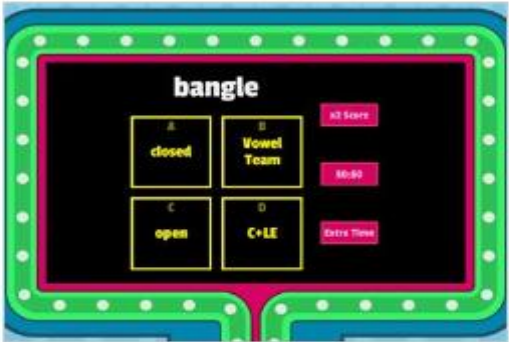 bangle
A
closed
B
Vowel
Team
x2 Score
50:50
C
open
D
C+LE
Extra Time